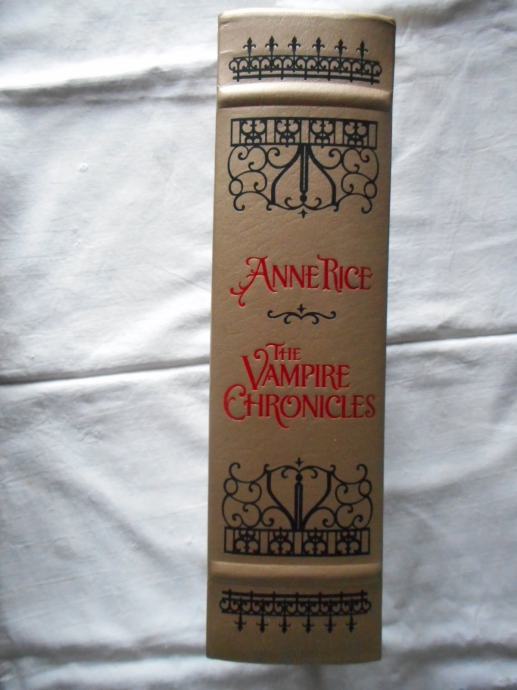 ANNE RICE
THE
VAMPIRE
CHRONICLES